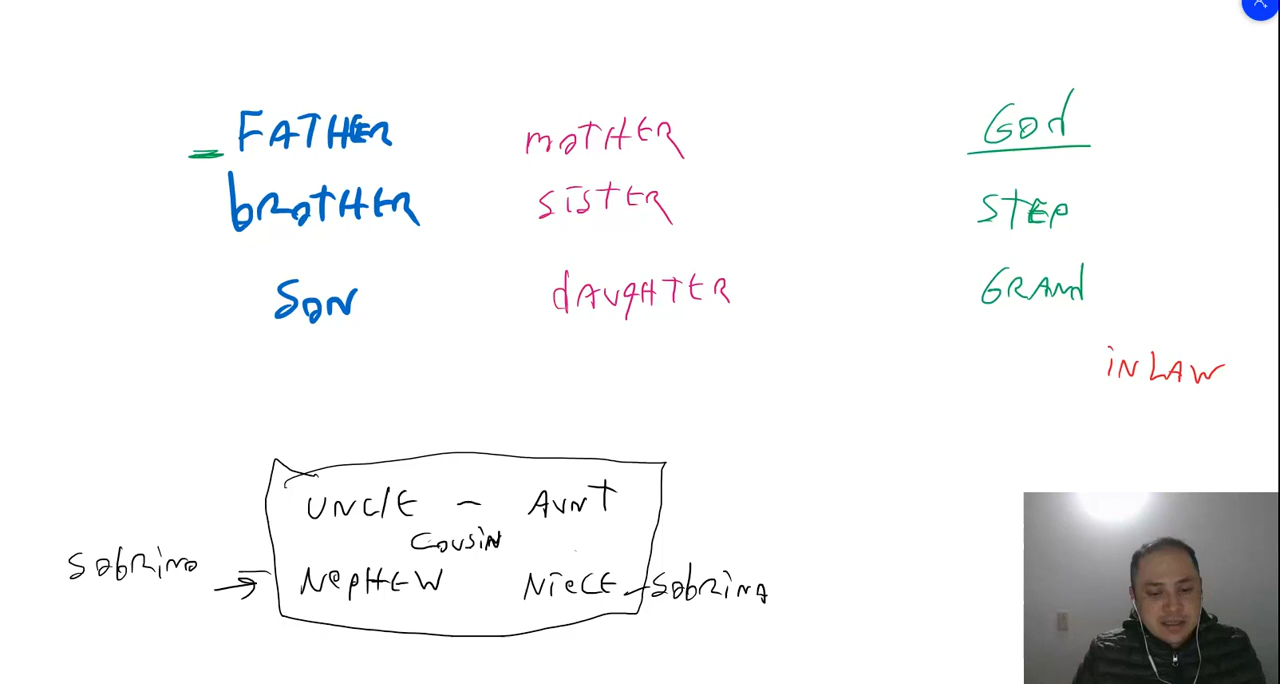 FATHER mOTHER God
bROTHER SiSTER STEP
SON dAUgHTER GRANd
iN LAW
UNClE - AUNT
COUSiN
SObRiNO → NepHEW NiECE - SObRiNA